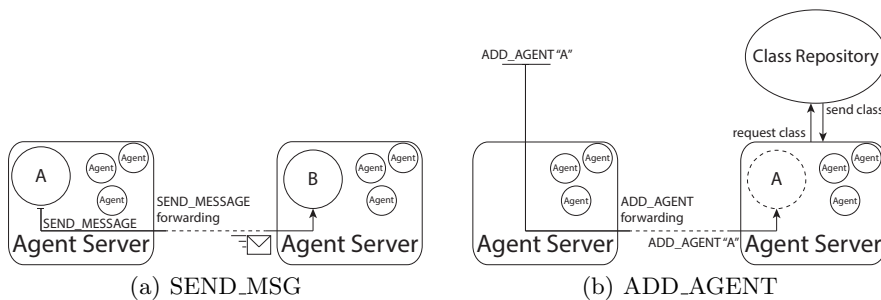 ADD_AGENT “A”
Class Repository
request class
send class
A
Agent
Agent
Agent
SEND_MESSAGE
SEND_MESSAGE
forwarding
Agent Server
B
Agent
Agent
Agent
Agent Server
Agent
Agent
Agent
ADD_AGENT
forwarding
Agent Server
A
Agent
Agent
Agent
ADD_AGENT “A”
Agent Server
(a) SEND_MSG
(b) ADD_AGENT